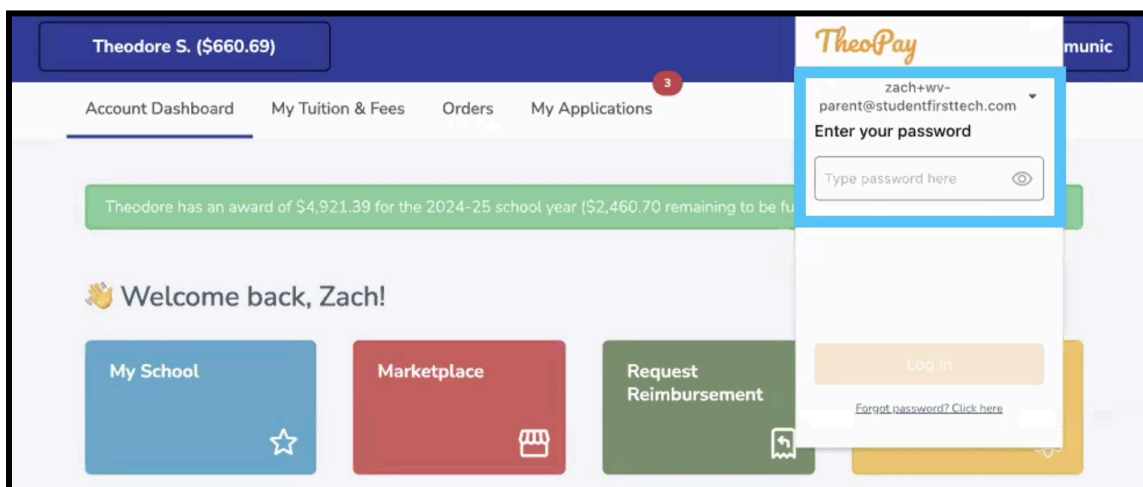 Theodore S. ($660.69)
TheoPay
munic
Account Dashboard
My Tuition & Fees
Orders
My Applications
3
zach+wv-
parent@studentfirsttech.com
Enter your password
Type password here
Theodore has an award of $4,921.39 for the 2024-25 school year ($2,460.70 remaining to be fu
👋 Welcome back, Zach!
My School
Marketplace
Request
Reimbursement
Log in
Forgot password? Click here